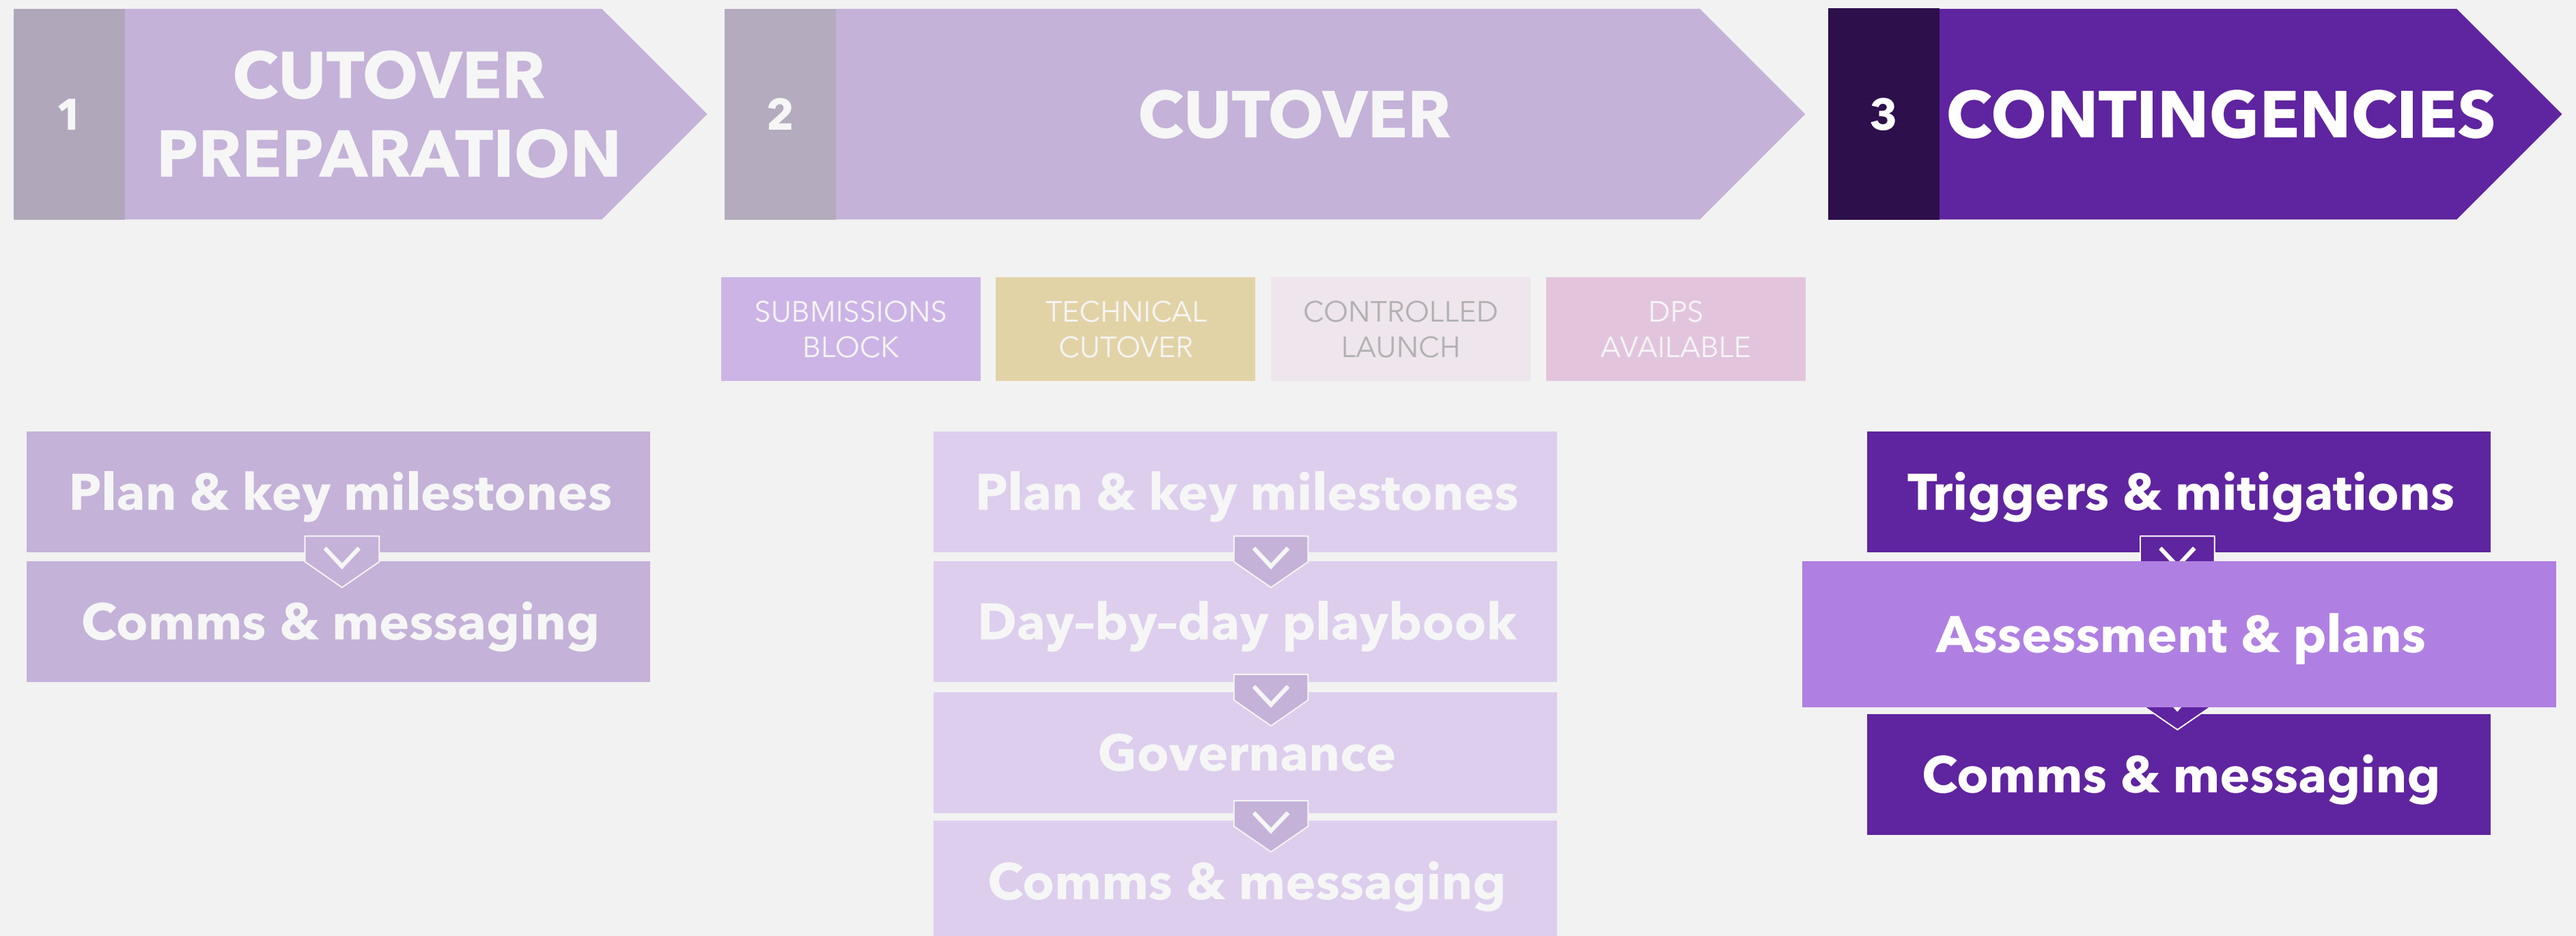 1
CUTOVER
PREPARATION
2
CUTOVER
3
CONTINGENCIES
SUBMISSIONS
BLOCK
TECHNICAL
CUTOVER
CONTROLLED
LAUNCH
DPS
AVAILABLE
Plan & key milestones
Comms & messaging
Plan & key milestones
Day-by-day playbook
Governance
Comms & messaging
Triggers & mitigations
Assessment & plans
Comms & messaging